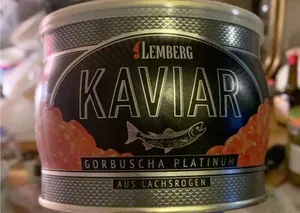 LEMBERG
KAVIAR
GORBUSCHA PLATINUM
AUS LACHSROGEN